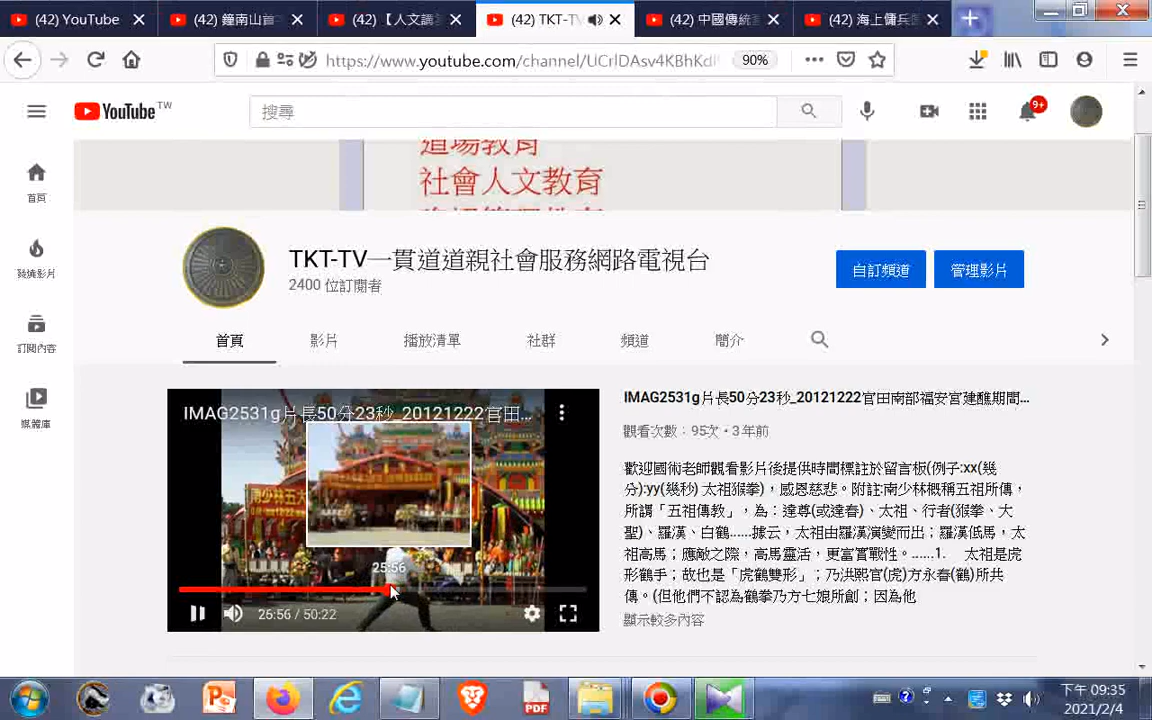 (42) YouTube
(42) 鐘南山首
(42)【人文講
(42) TKT-TV
(42) 中國傳統
(42) 海上傭兵
https://www.youtube.com/channel/UCrlDAsv4KBhKdl
90%
YouTube TW
搜尋
9+
首頁
發燒影片
訂閱內容
媒體庫
道場教育
社會人文教育
TKT-TV一貫道道親社會服務網路電視台
2400 位訂閱者
自訂頻道
管理影片
首頁
影片
播放清單
社群
頻道
簡介
IMAG2531g片長50分23秒_20121222官田...
南少林五大
25:56
26:56 / 50:22
IMAG2531g片長50分23秒_20121222官田南部福安宮建醮期間...
觀看次數：95次 • 3 年前
歡迎國術老師觀看影片後提供時間標註於留言板(例子:xx(幾
分):yy(幾秒) 太祖猴拳)，感恩慈悲。附註:南少林概稱五祖所傳，
所謂「五祖傳教」，為：達尊(或達春)、太祖、行者(猴拳、大
聖)、羅漢、白鶴......據云，太祖由羅漢演變而出；羅漢低馬，太
祖高馬；應敵之際，高馬靈活，更富實戰性。......1. 太祖是虎
形鶴手；故也是「虎鶴雙形」；乃洪熙官(虎)方永春(鶴)所共
傳。(但他們不認為鶴拳乃方七娘所創；因為他
顯示較多內容
PDF
下午 09:35
2021/2/4